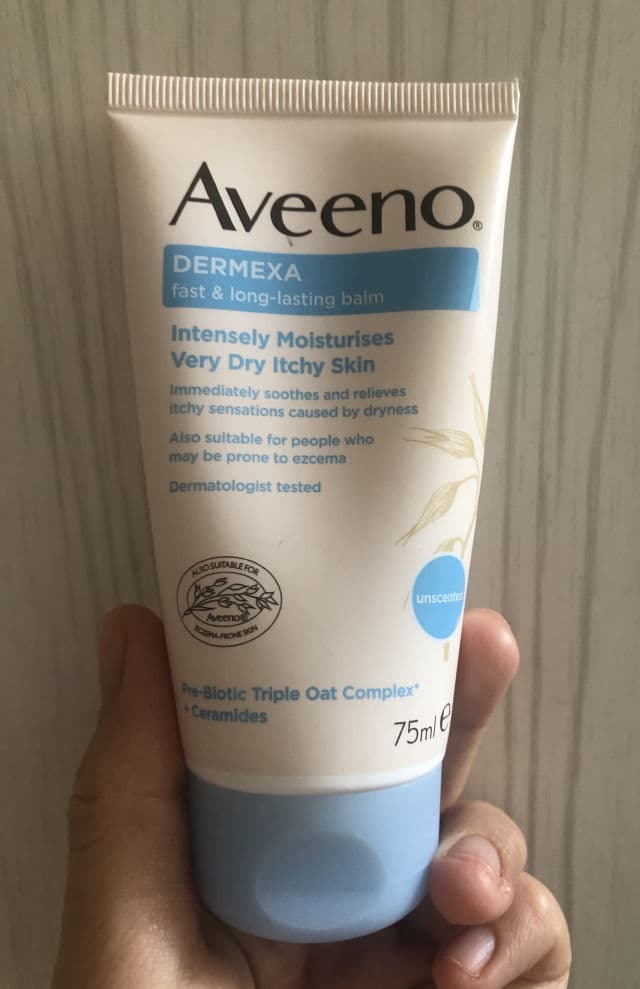 Aveeno®
DERMEXA
fast & long-lasting balm
Intensely Moisturises
Very Dry Itchy Skin
Immediately soothes and relieves
itchy sensations caused by dryness
Also suitable for people who
may be prone to ezcema
Dermatologist tested
ALSO SUITABLE FOR
Aveeno®
ECZEMA-PRONE SKIN
unscented
Pre-Biotic Triple Oat Complex*
+ Ceramides
75ml ℮